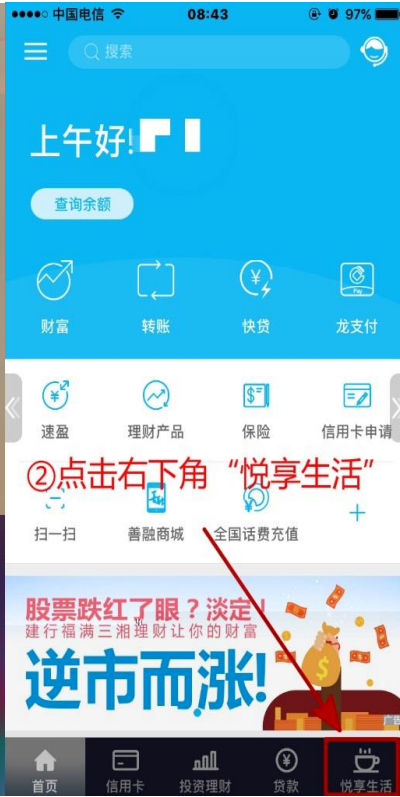 中国电信
08:43
97%
搜索
上午好!
查询余额
财富
转账
快贷
龙支付
Pay
速盈
理财产品
保险
信用卡申请
②点击右下角“悦享生活”
扫一扫
善融商城
全国话费充值
股票跌红了眼？淡定！
建行福满三湘理财让你的财富
逆市而涨!
广告
首页
信用卡
投资理财
贷款
悦享生活